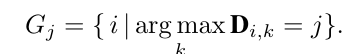 G_j = { i | arg max_k D_{i,k} = j}.